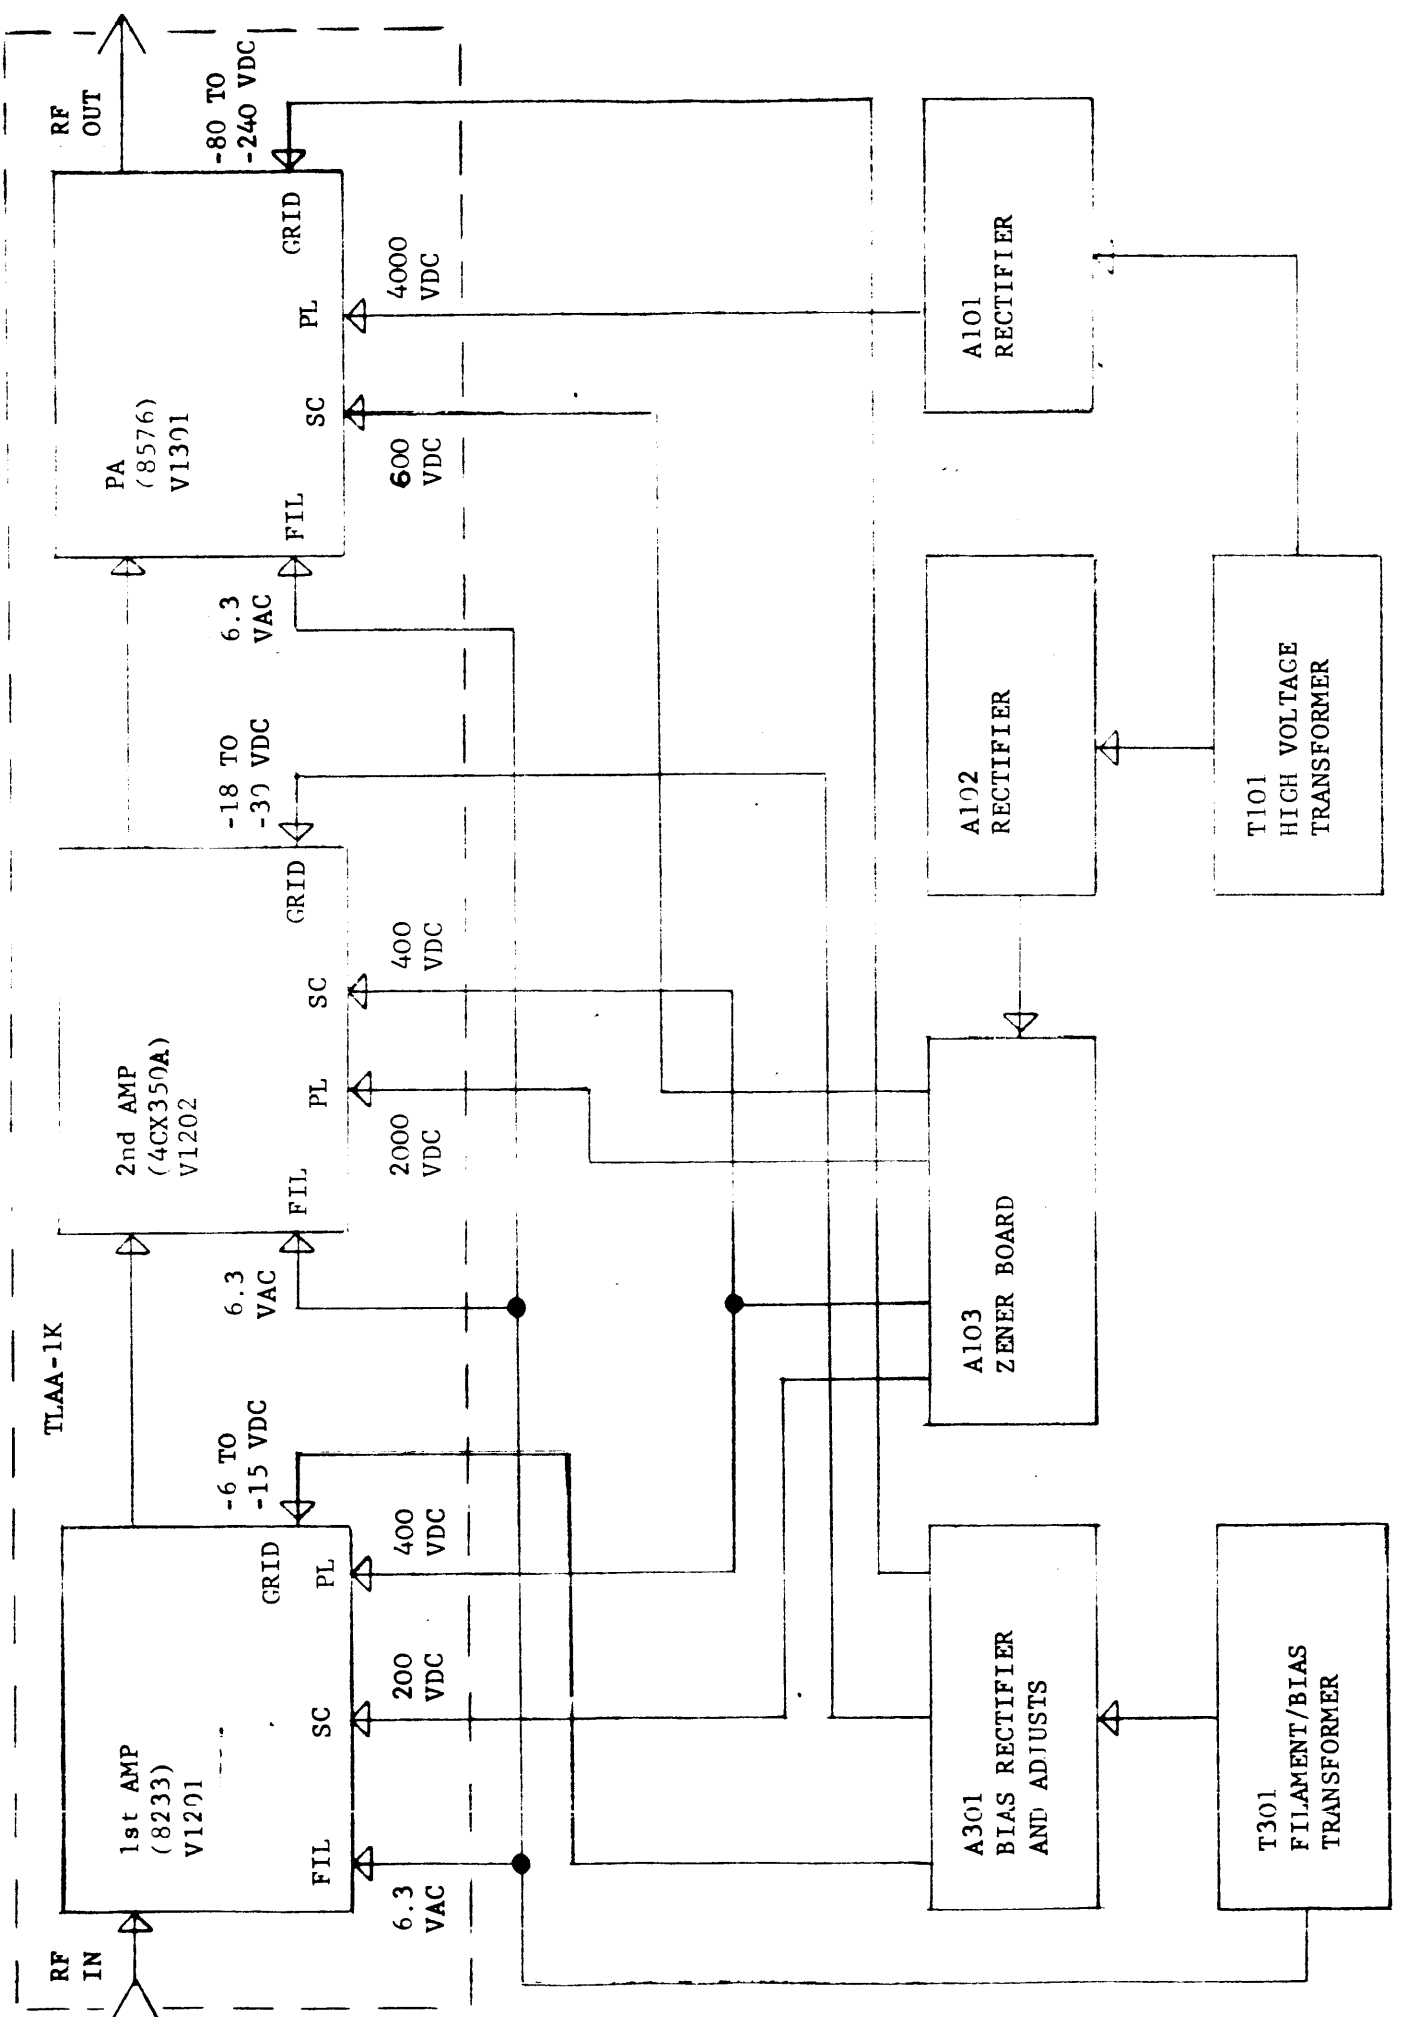 TLAA-1K
RF
IN
1st AMP
(8233)
V1201
FIL
SC
PL
GRID
6.3
VAC
200
VDC
400
VDC
-6 TO
-15 VDC
2nd AMP
(4CX350A)
V1202
FIL
PL
SC
GRID
6.3
VAC
2000
VDC
400
VDC
-18 TO
-30 VDC
PA
(8576)
V1301
FIL
SC
PL
GRID
6.3
VAC
600
VDC
4000
VDC
-80 TO
-240 VDC
RF
OUT
A301
BIAS RECTIFIER
AND ADJUSTS
A103
ZENER BOARD
A102
RECTIFIER
A101
RECTIFIER
T301
FILAMENT/BIAS
TRANSFORMER
T101
HIGH VOLTAGE
TRANSFORMER